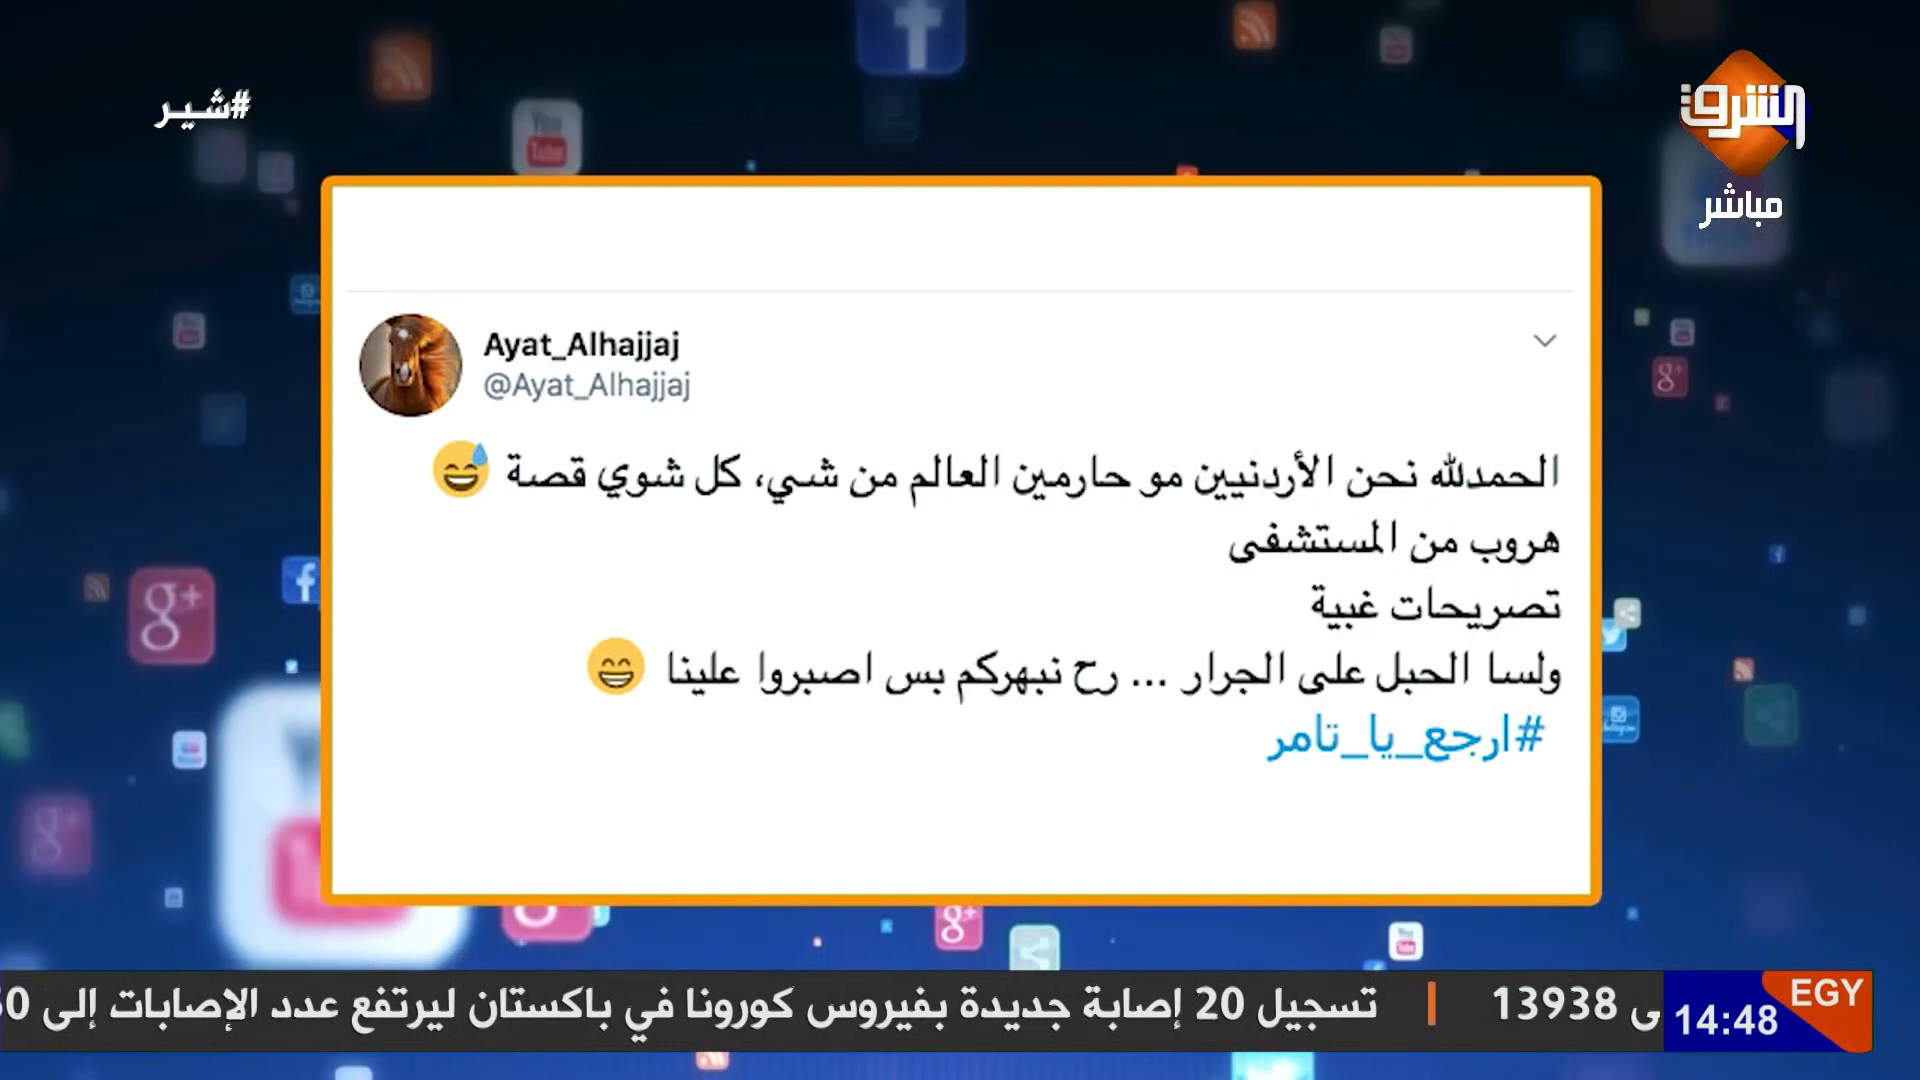 #شير
الشرق
مباشر
Ayat_Alhajjaj
@Ayat_Alhajjaj
الحمدلله نحن الأردنيين مو حارمين العالم من شي، كل شوي قصة 😅
هروب من المستشفى
تصريحات غبية
ولسا الحبل على الجرار ... رح نبهركم بس اصبروا علينا 😁
#ارجع_يا_تامر
ى 13938 | تسجيل 20 إصابة جديدة بفيروس كورونا في باكستان ليرتفع عدد الإصابات إلى
EGY
14:48